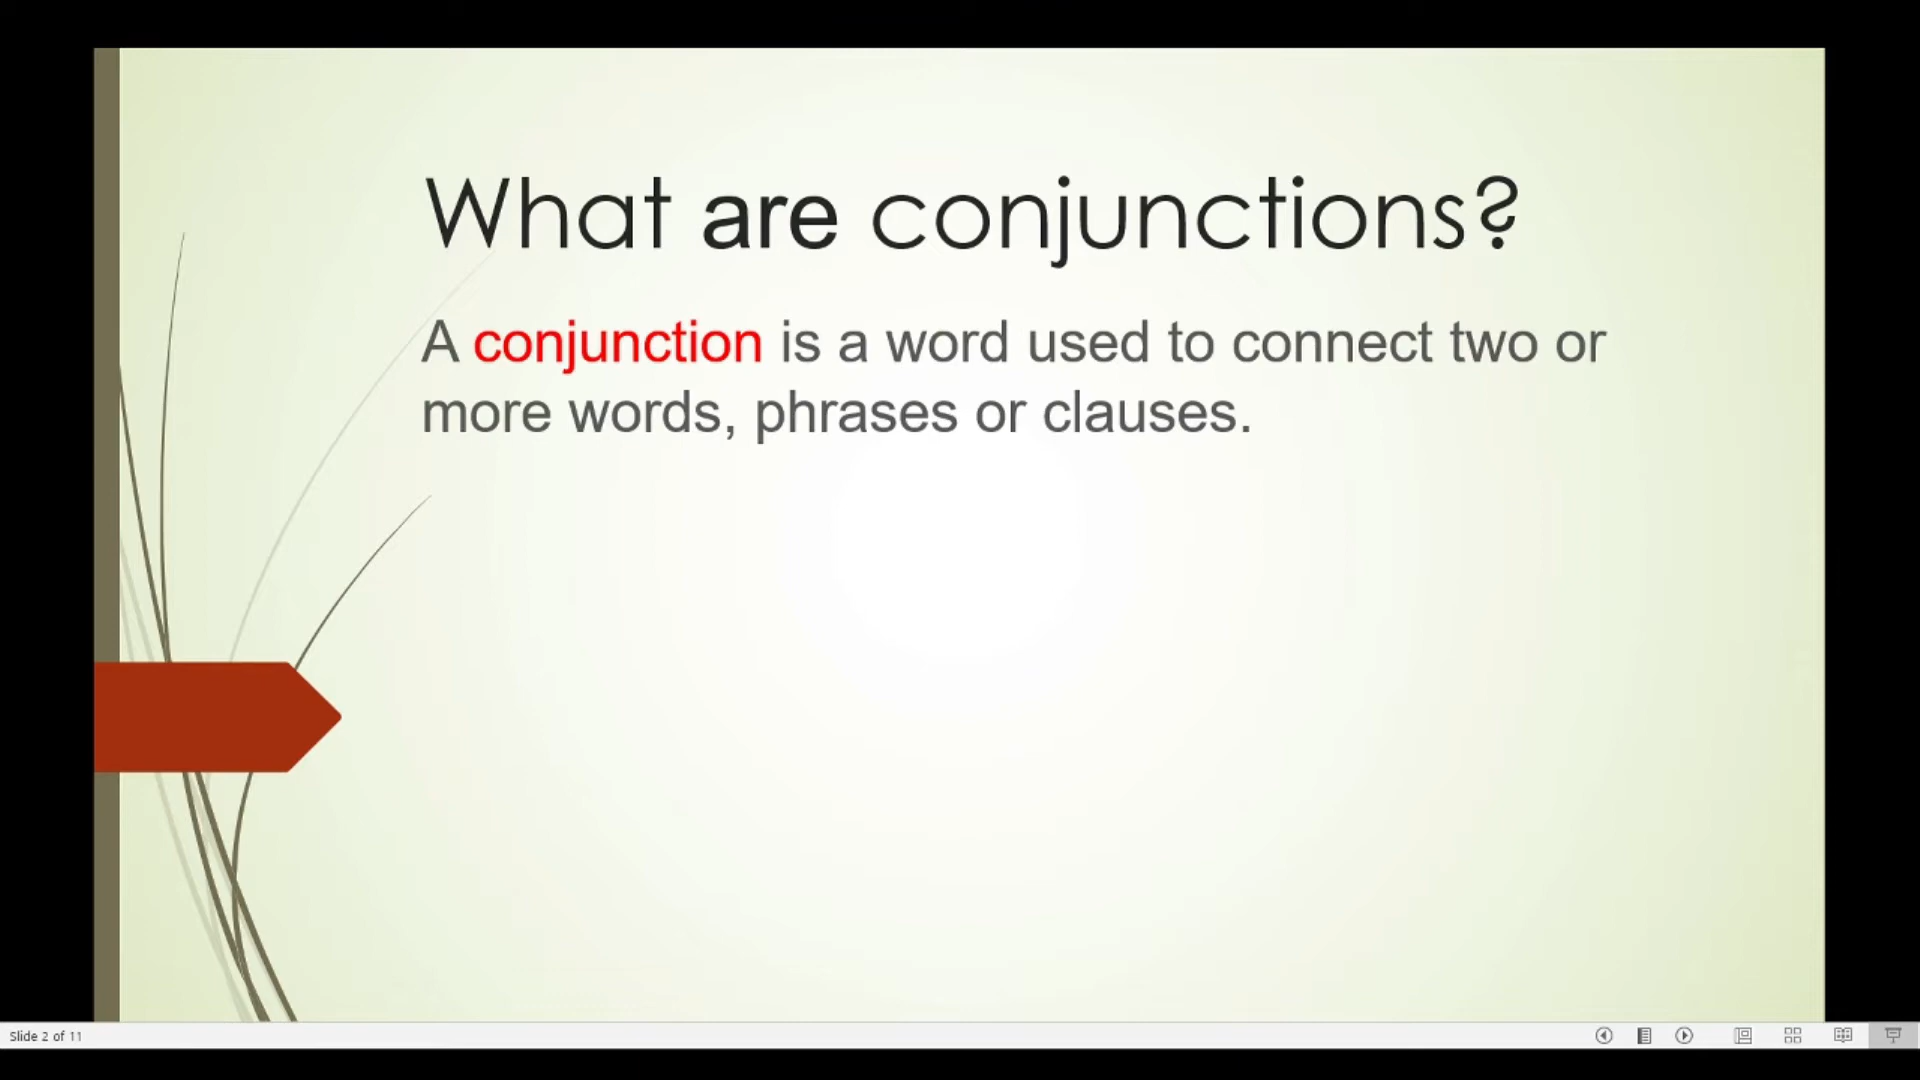 What are conjunctions?
A conjunction is a word used to connect two or
more words, phrases or clauses.
Slide 2 of 11